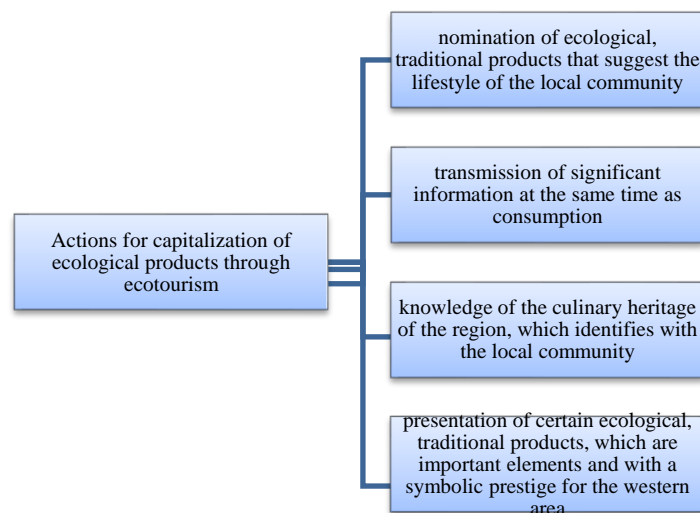 nomination of ecological,
traditional products that suggest the
lifestyle of the local community
transmission of significant
information at the same time as
consumption
Actions for capitalization of
ecological products through
ecotourism
knowledge of the culinary heritage
of the region, which identifies with
the local community
presentation of certain ecological,
traditional products, which are
important elements and with a
symbolic prestige for the western
area